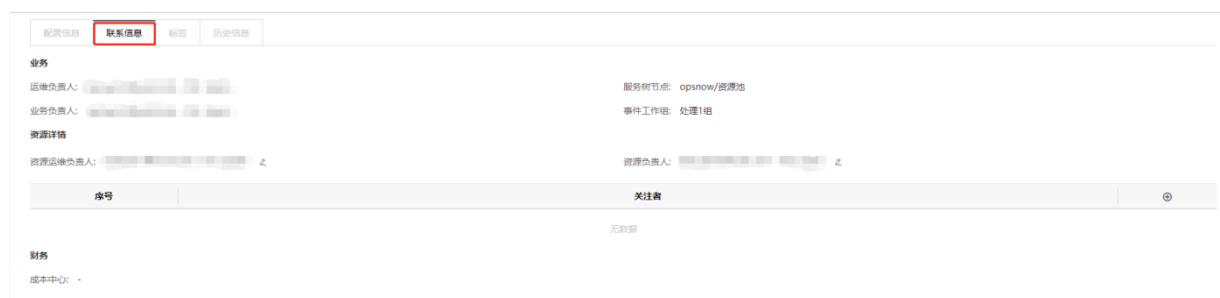 配置信息 联系信息 标签 历史信息
业务
运维负责人: 服务树节点: opsnow/资源池
业务负责人: 事件工作组: 处理1组
资源详情
资源运维负责人: 资源负责人:
序号 关注者
无数据
财务
成本中心: -